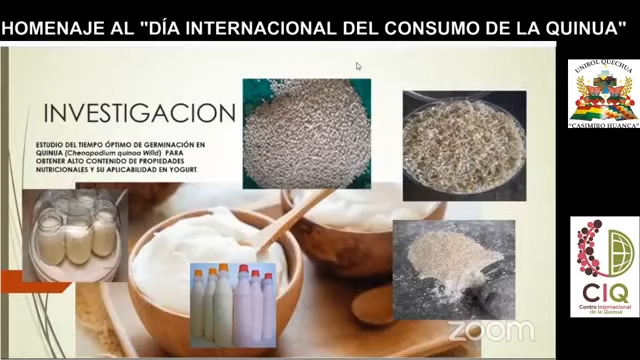 HOMENAJE AL "DÍA INTERNACIONAL DEL CONSUMO DE LA QUINUA"
UNIBOL QUECHUA
"CASIMIRO HUANCA"
INVESTIGACION
ESTUDIO DEL TIEMPO ÓPTIMO DE GERMINACIÓN EN
QUINUA (Chenopodium quinoa Willd) PARA
OBTENER ALTO CONTENIDO DE PROPIEDADES
NUTRICIONALES Y SU APLICABILIDAD EN YOGURT.
CIQ
Centro Internacional
de la Quinua
zoom